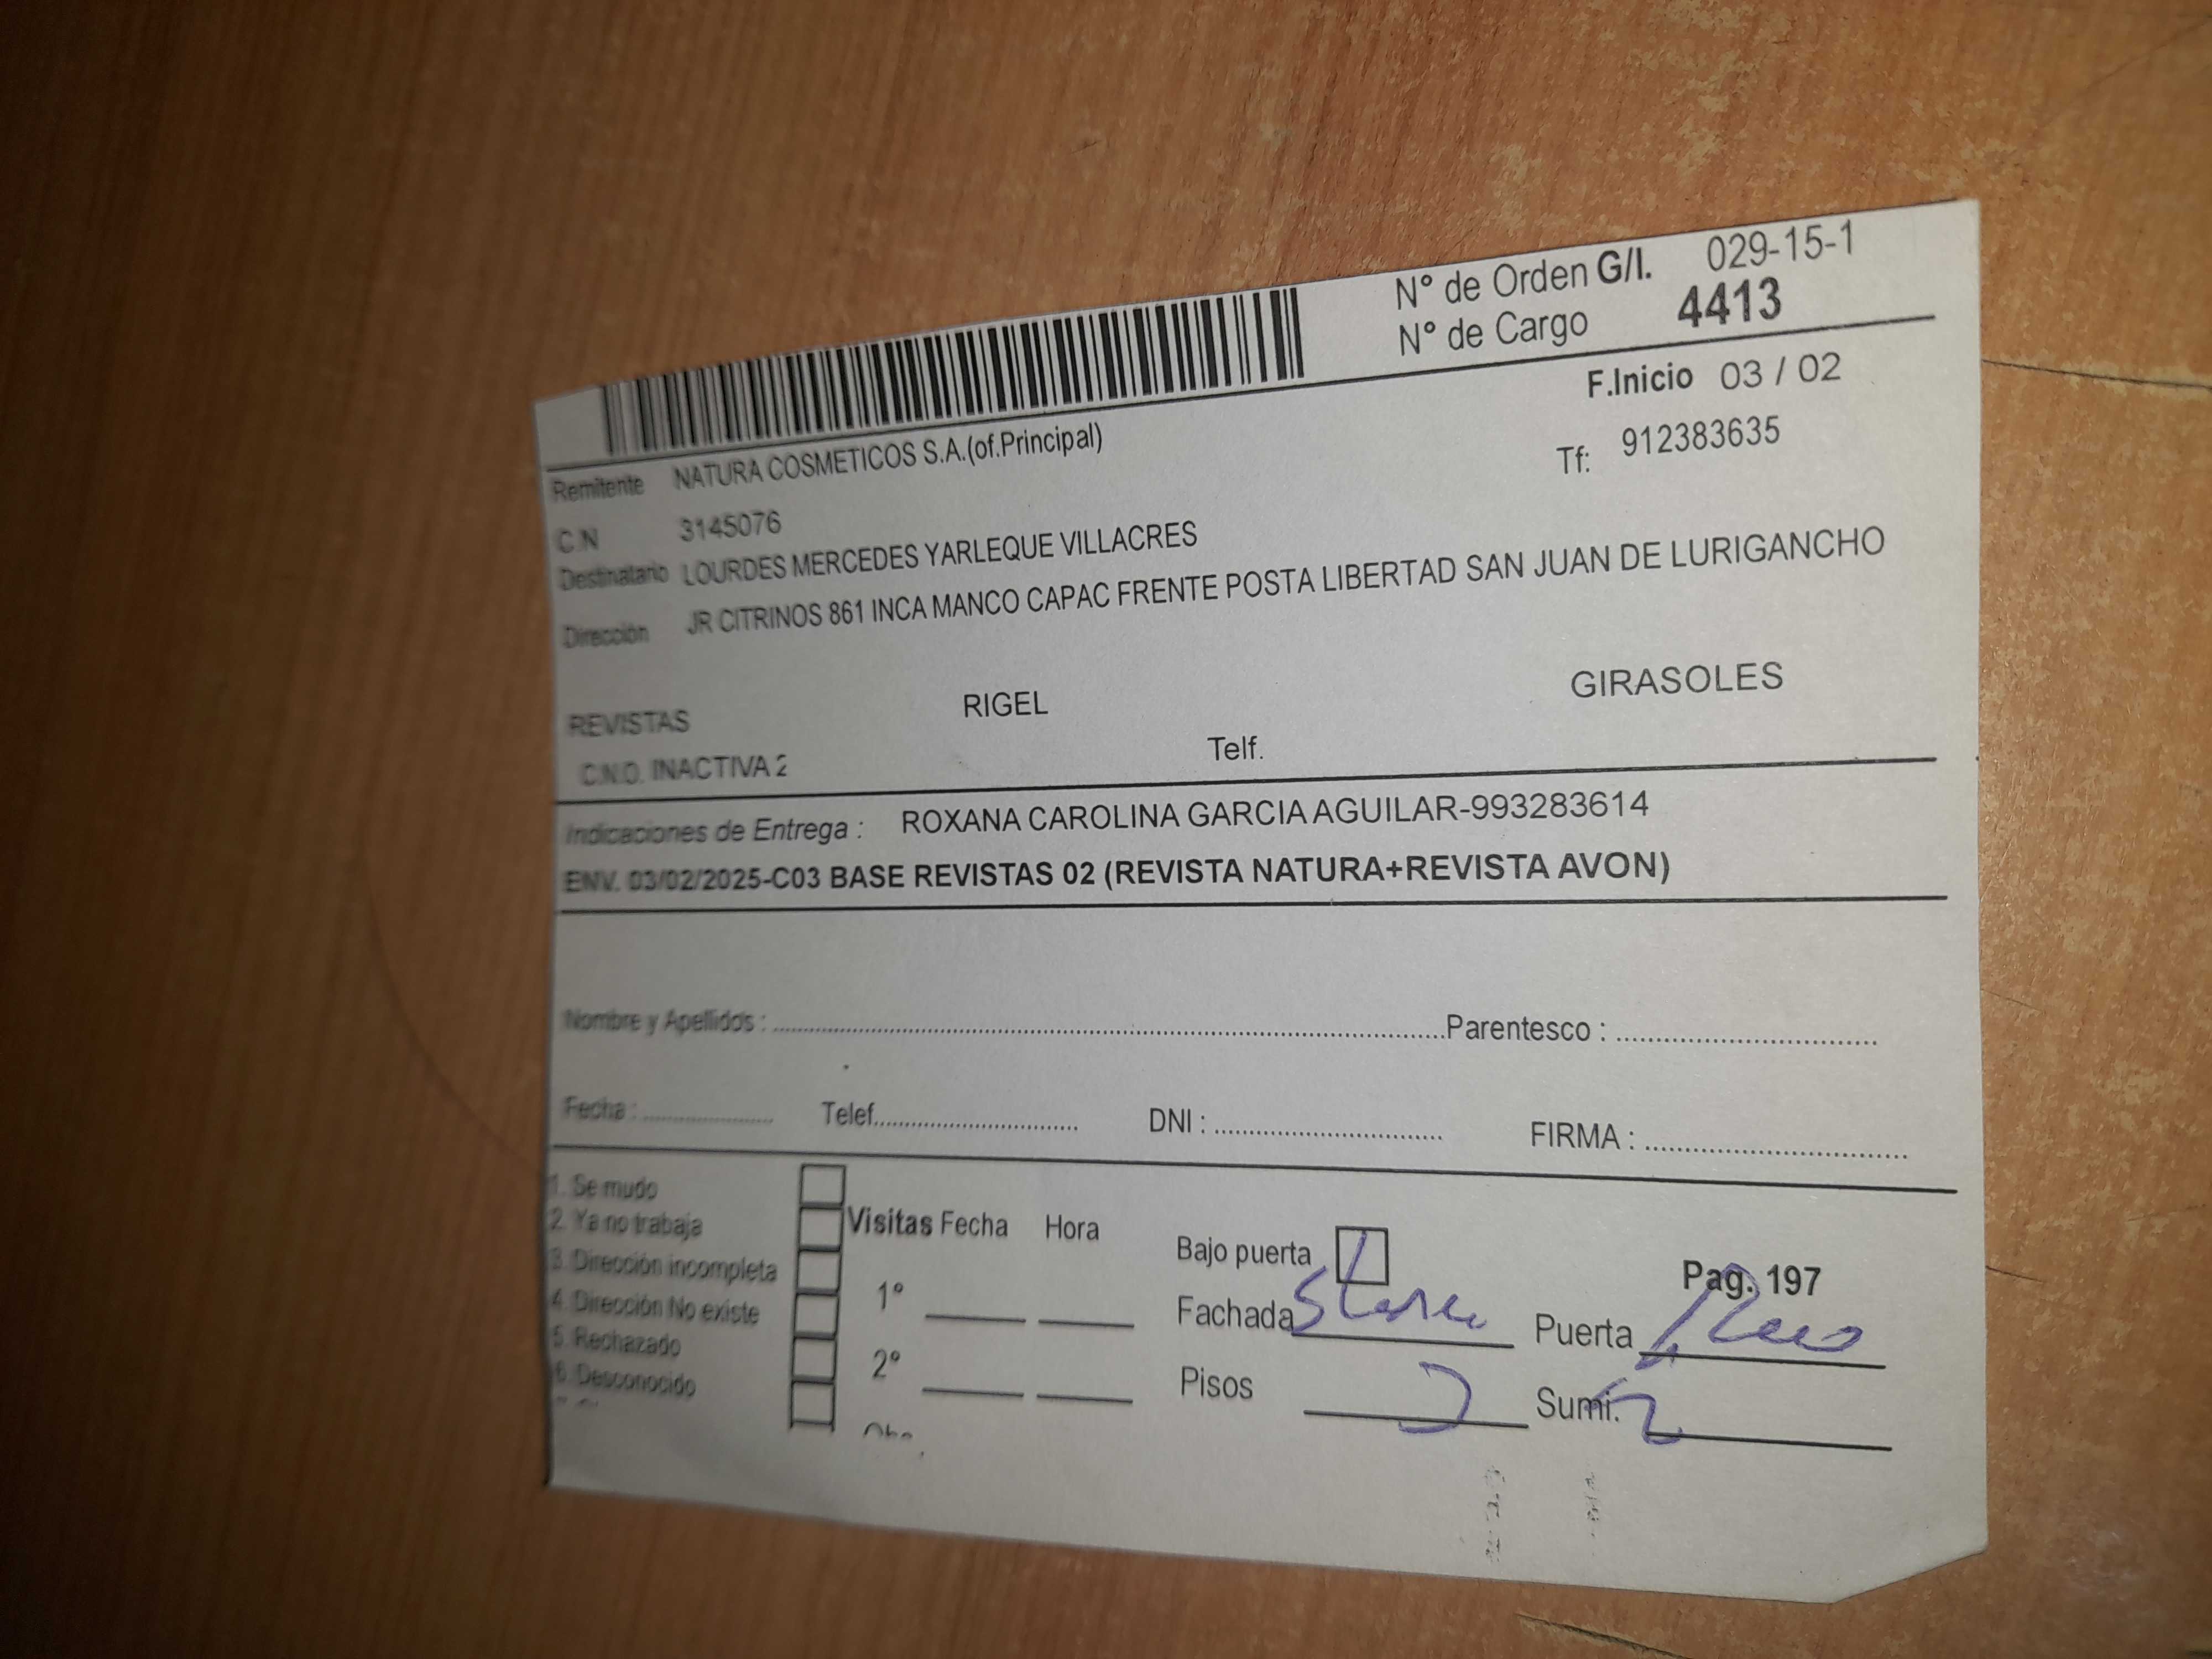 N° de Orden G/I. 029-15-1
N° de Cargo 4413
F.Inicio 03 / 02
Remitente NATURA COSMETICOS S.A.(of.Principal)
Tf: 912383635
C.N 3145076
Destinatario LOURDES MERCEDES YARLEQUE VILLACRES
Dirección JR CITRINOS 861 INCA MANCO CAPAC FRENTE POSTA LIBERTAD SAN JUAN DE LURIGANCHO
REVISTAS RIGEL GIRASOLES
C.N.O. INACTIVA 2 Telf.
Indicaciones de Entrega : ROXANA CAROLINA GARCIA AGUILAR-993283614
ENV. 03/02/2025-C03 BASE REVISTAS 02 (REVISTA NATURA+REVISTA AVON)
Nombre y Apellidos : Parentesco :
Fecha : Telef. DNI : FIRMA :
1. Se mudo
2. Ya no trabaja
3. Dirección incompleta
4. Dirección No existe
5. Rechazado
6. Desconocido
Visitas Fecha Hora
1°
2°
Bajo puerta
Pag. 197
Fachada
Puerta
Pisos
Sumi.